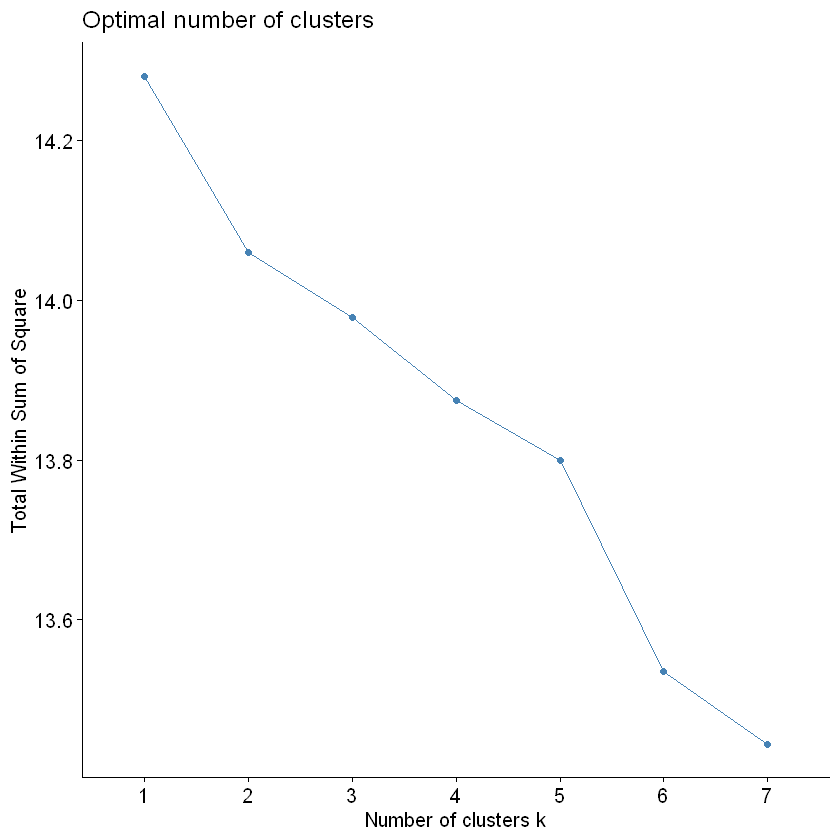 Optimal number of clusters
Total Within Sum of Square
14.2
14.0
13.8
13.6
1 2 3 4 5 6 7
Number of clusters k